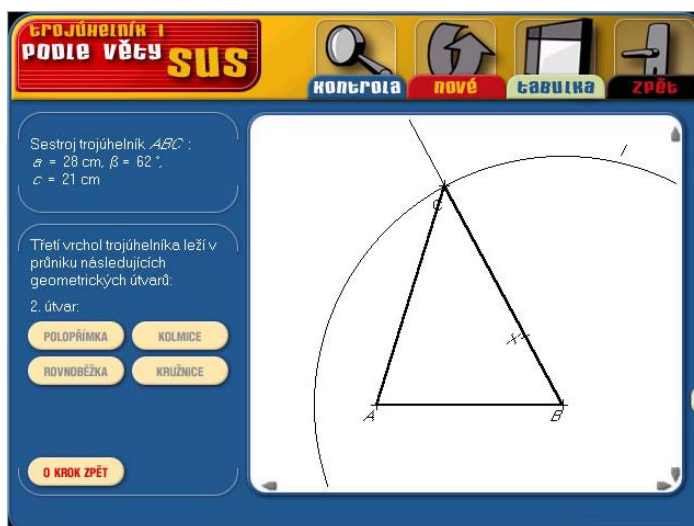 trojúhelník 1
podle věty SUS
kontrola
nové
tabulka
zpět
Sestroj trojúhelník ABC :
a = 28 cm, β = 62 °,
c = 21 cm
Třetí vrchol trojúhelníka leží v
průniku následujících
geometrických útvarů:
2. útvar:
POLOPŘÍMKA
KOLMICE
ROVNOBĚŽKA
KRUŽNICE
O KROK ZPĚT
l
C
X
A
B